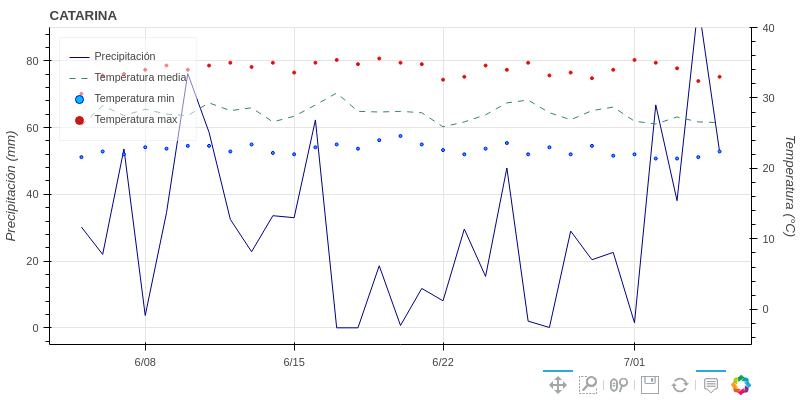 CATARINA
Precipitación
Temperatura media
Temperatura min
Temperatura max
Precipitación (mm)
80
60
40
20
0
Temperatura (°C)
40
30
20
10
0
6/08
6/15
6/22
7/01